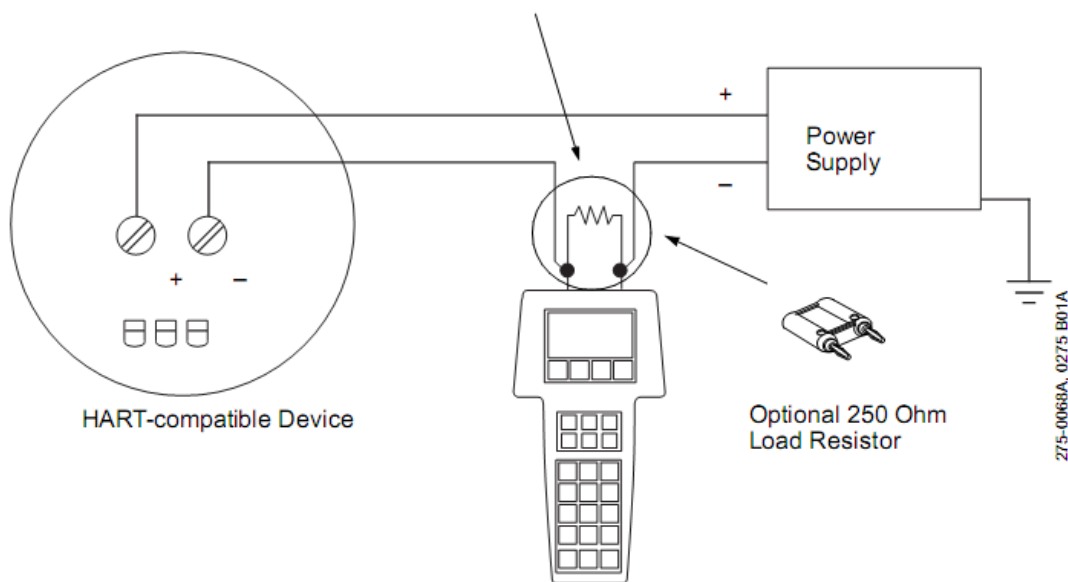 +
Power
Supply
–
+ –
HART-compatible Device
Optional 250 Ohm
Load Resistor
275-0068A, 0275 B01A